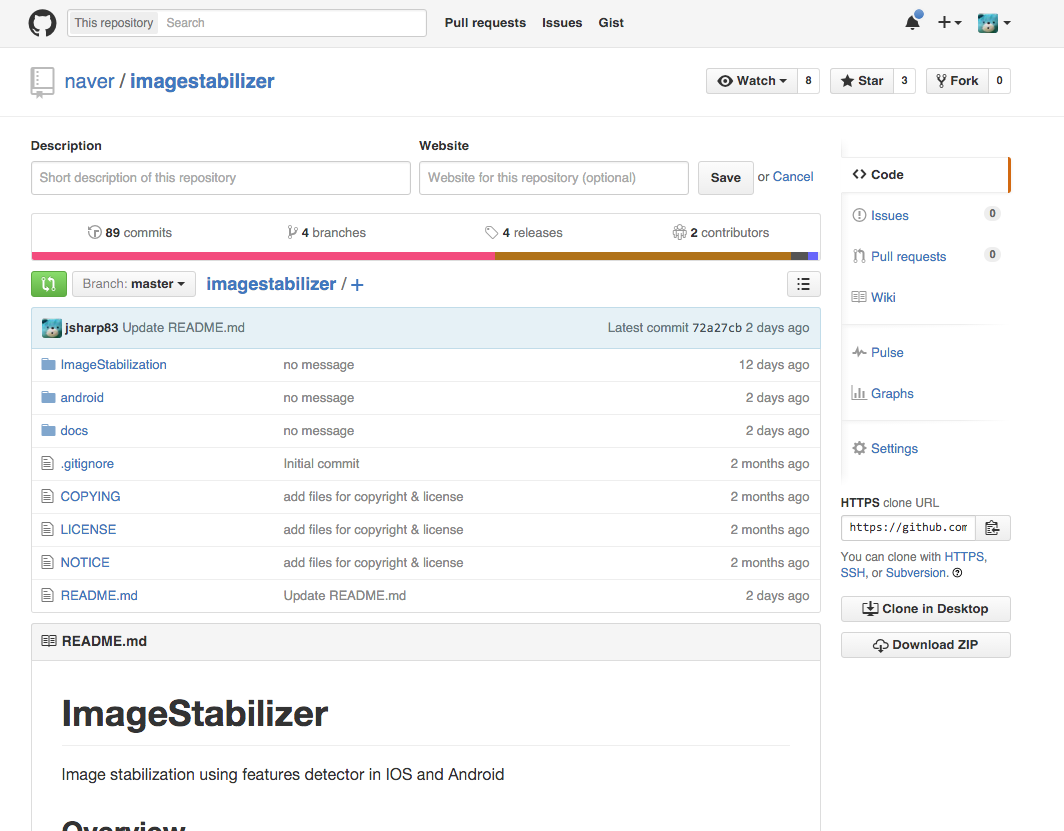 This repository Search Pull requests Issues Gist
naver / imagestabilizer Watch 8 Star 3 Fork 0
Description Website
Short description of this repository Website for this repository (optional) Save or Cancel
89 commits 4 branches 4 releases 2 contributors
Branch: master imagestabilizer / +
jsharp83 Update README.md Latest commit 72a27cb 2 days ago
ImageStabilization no message 12 days ago
android no message 2 days ago
docs no message 2 days ago
.gitignore Initial commit 2 months ago
COPYING add files for copyright & license 2 months ago
LICENSE add files for copyright & license 2 months ago
NOTICE add files for copyright & license 2 months ago
README.md Update README.md 2 days ago
README.md
ImageStabilizer
Image stabilization using features detector in IOS and Android
Overview
Code
Issues 0
Pull requests 0
Wiki
Pulse
Graphs
Settings
HTTPS clone URL
https://github.com
You can clone with HTTPS,
SSH, or Subversion.
Clone in Desktop
Download ZIP